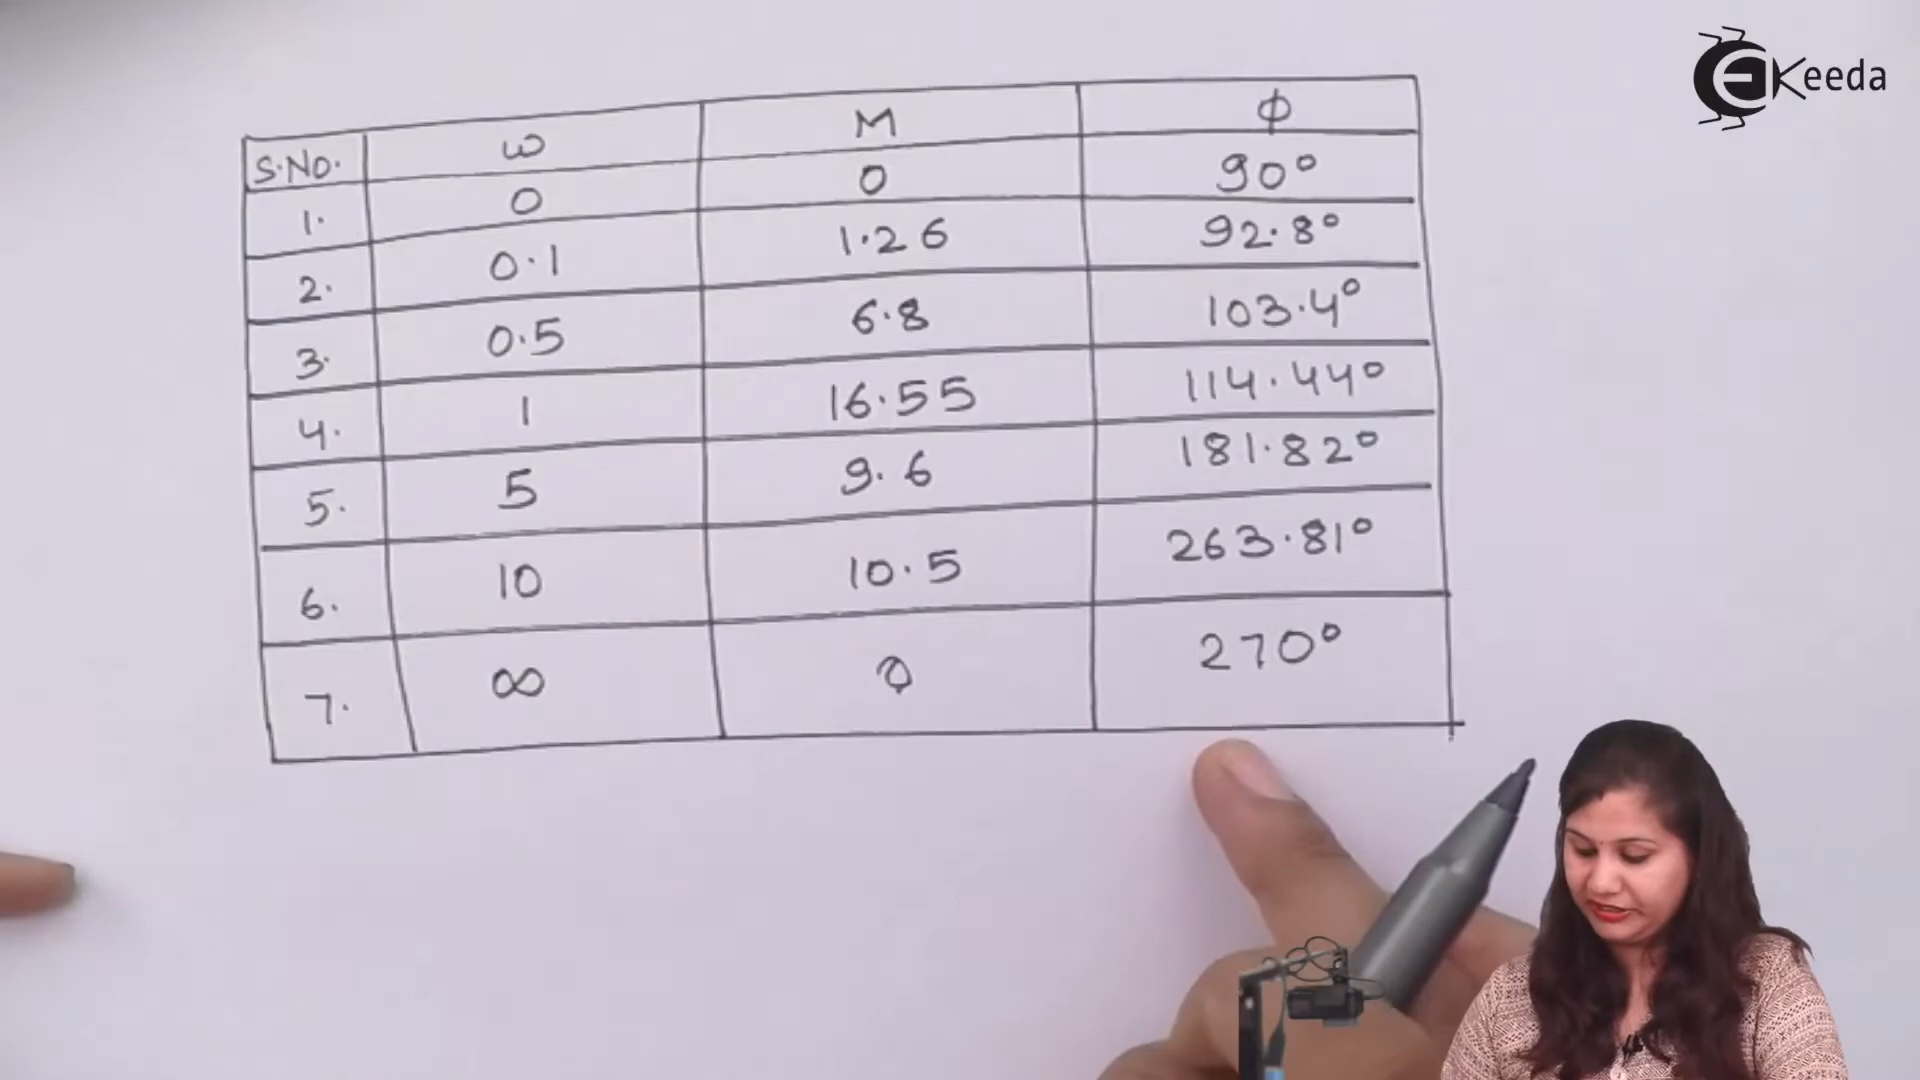 EKeeda
S.No. ω M ϕ
1. 0 0 90°
2. 0.1 1.26 92.8°
3. 0.5 6.8 103.4°
4. 1 16.55 114.44°
5. 5 9.6 181.82°
6. 10 10.5 263.81°
7. ∞ 0 270°